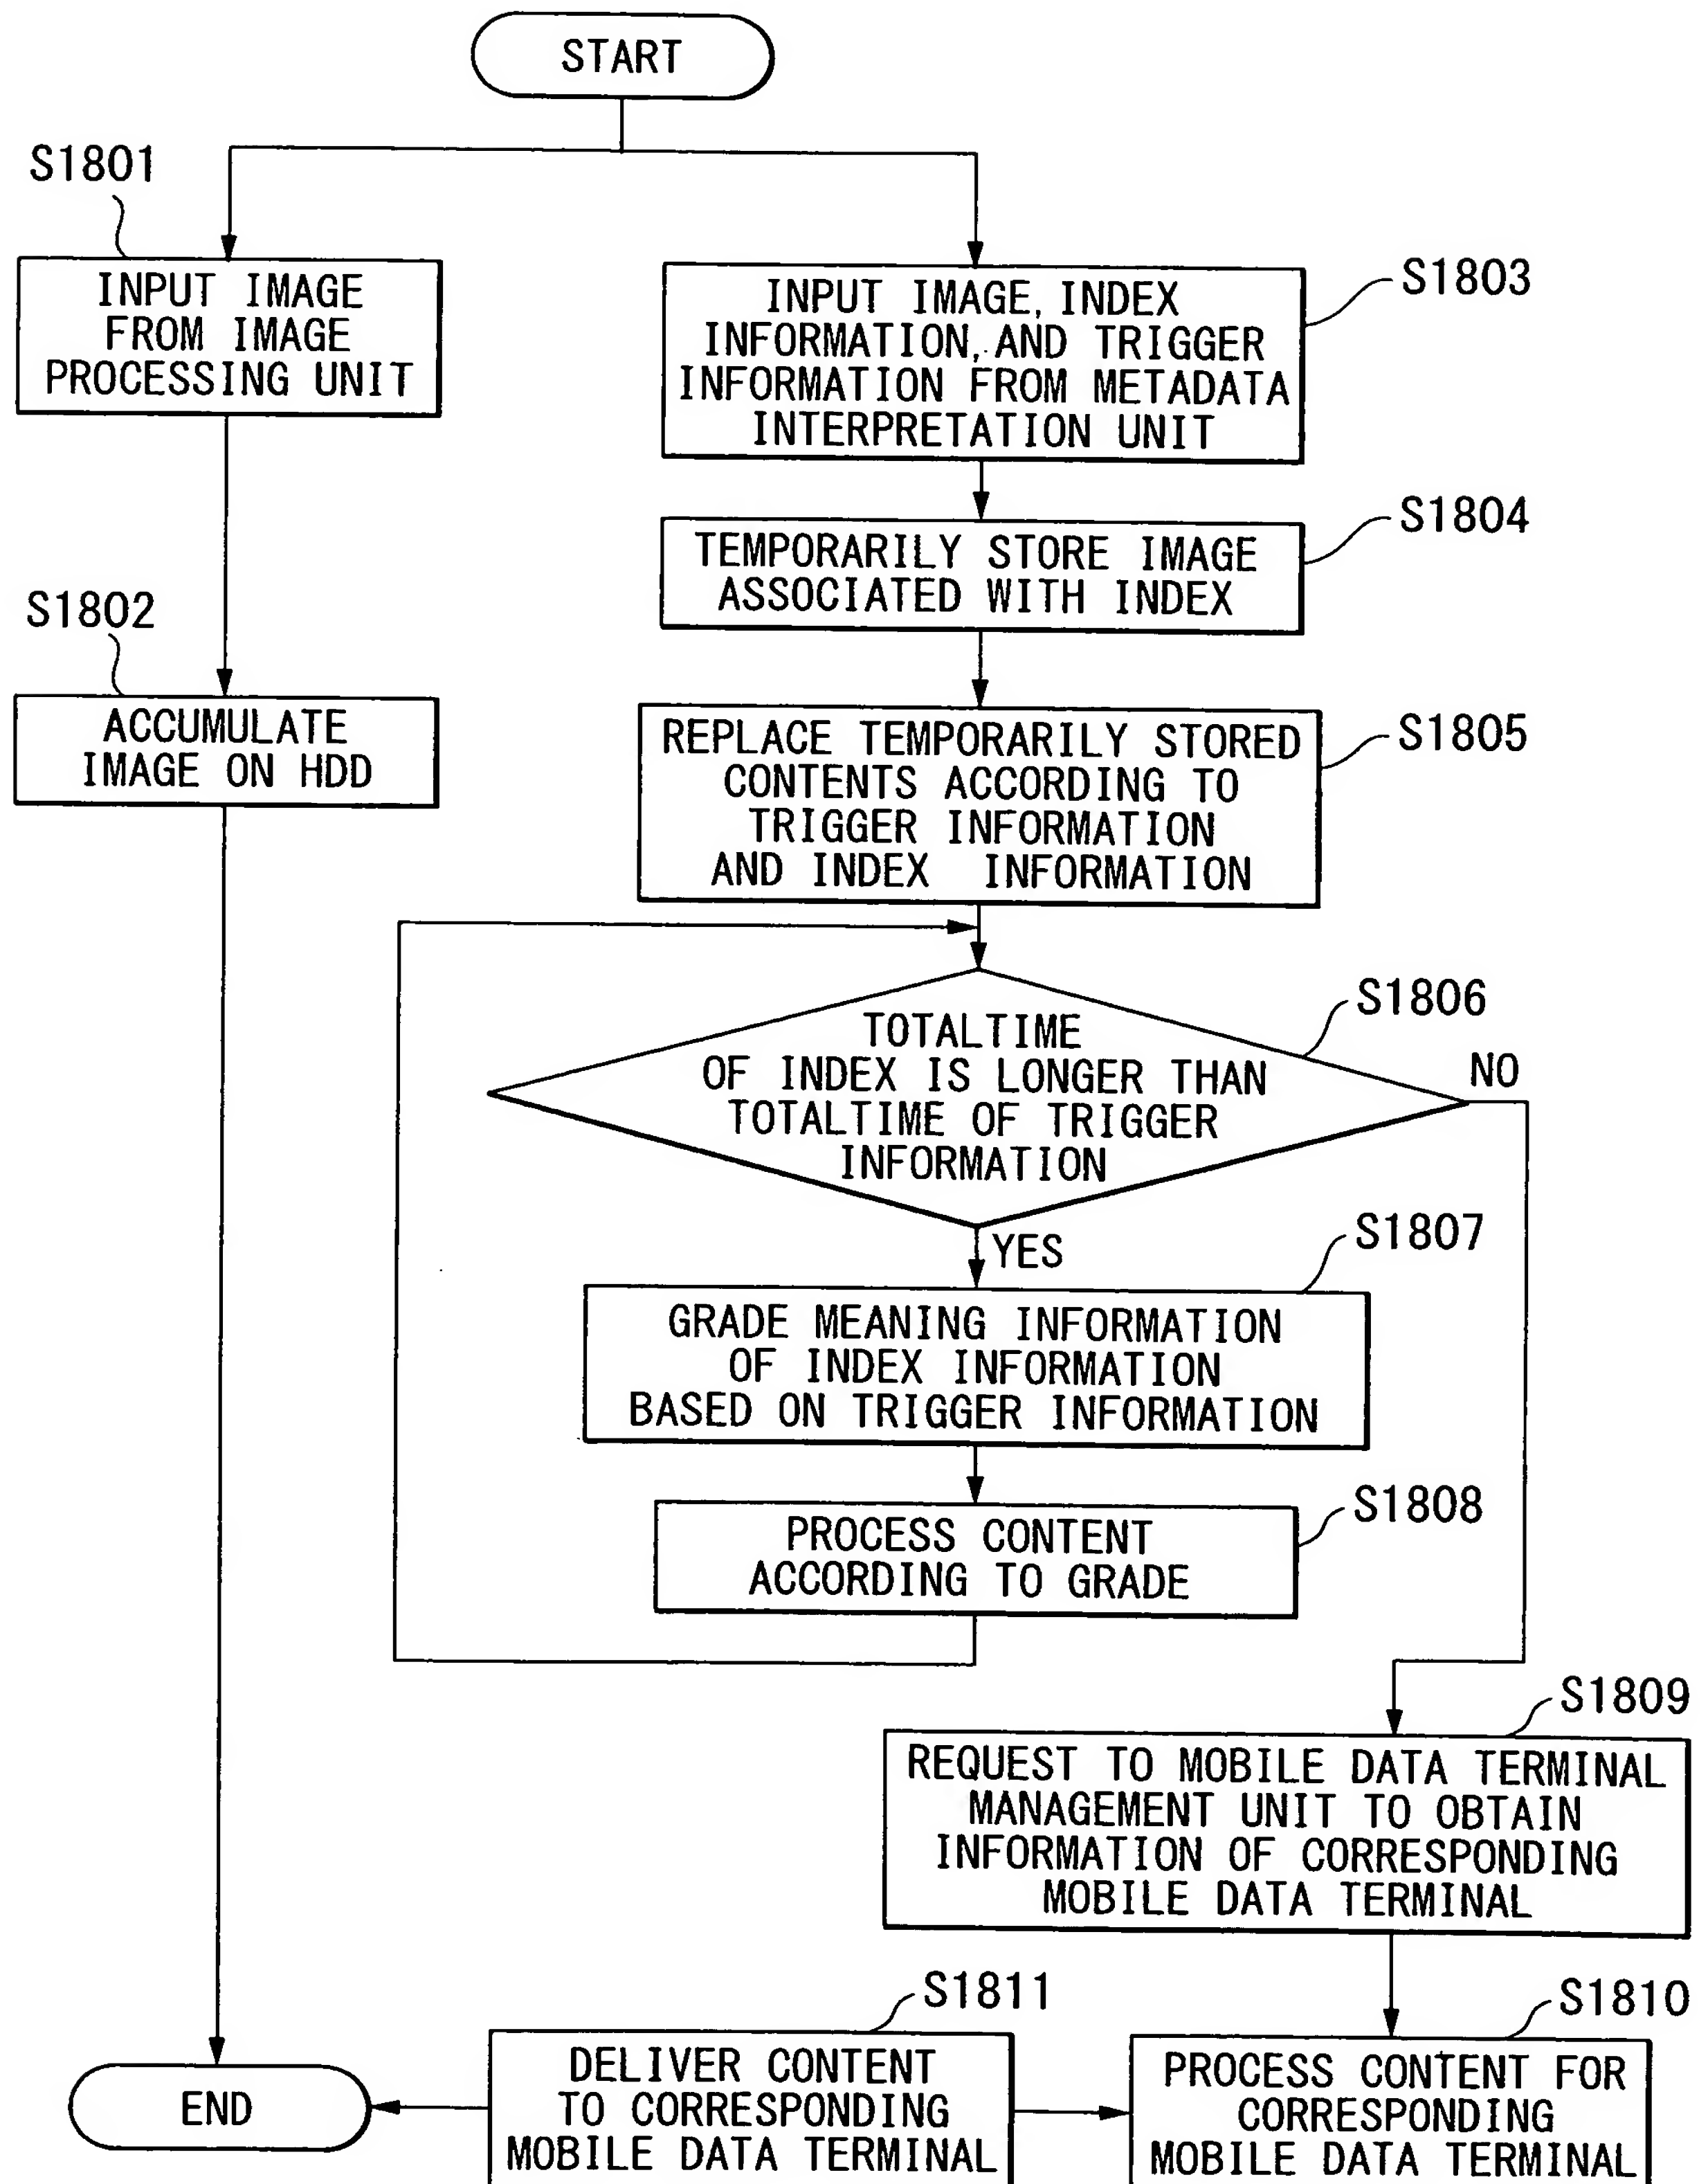 START
S1801
INPUT IMAGE
FROM IMAGE
PROCESSING UNIT
S1802
ACCUMULATE
IMAGE ON HDD
S1803
INPUT IMAGE, INDEX
INFORMATION, AND TRIGGER
INFORMATION FROM METADATA
INTERPRETATION UNIT
S1804
TEMPORARILY STORE IMAGE
ASSOCIATED WITH INDEX
S1805
REPLACE TEMPORARILY STORED
CONTENTS ACCORDING TO
TRIGGER INFORMATION
AND INDEX INFORMATION
S1806
TOTALTIME
OF INDEX IS LONGER THAN
TOTALTIME OF TRIGGER
INFORMATION
NO
YES
S1807
GRADE MEANING INFORMATION
OF INDEX INFORMATION
BASED ON TRIGGER INFORMATION
S1808
PROCESS CONTENT
ACCORDING TO GRADE
S1809
REQUEST TO MOBILE DATA TERMINAL
MANAGEMENT UNIT TO OBTAIN
INFORMATION OF CORRESPONDING
MOBILE DATA TERMINAL
S1810
PROCESS CONTENT FOR
CORRESPONDING
MOBILE DATA TERMINAL
S1811
DELIVER CONTENT
TO CORRESPONDING
MOBILE DATA TERMINAL
END